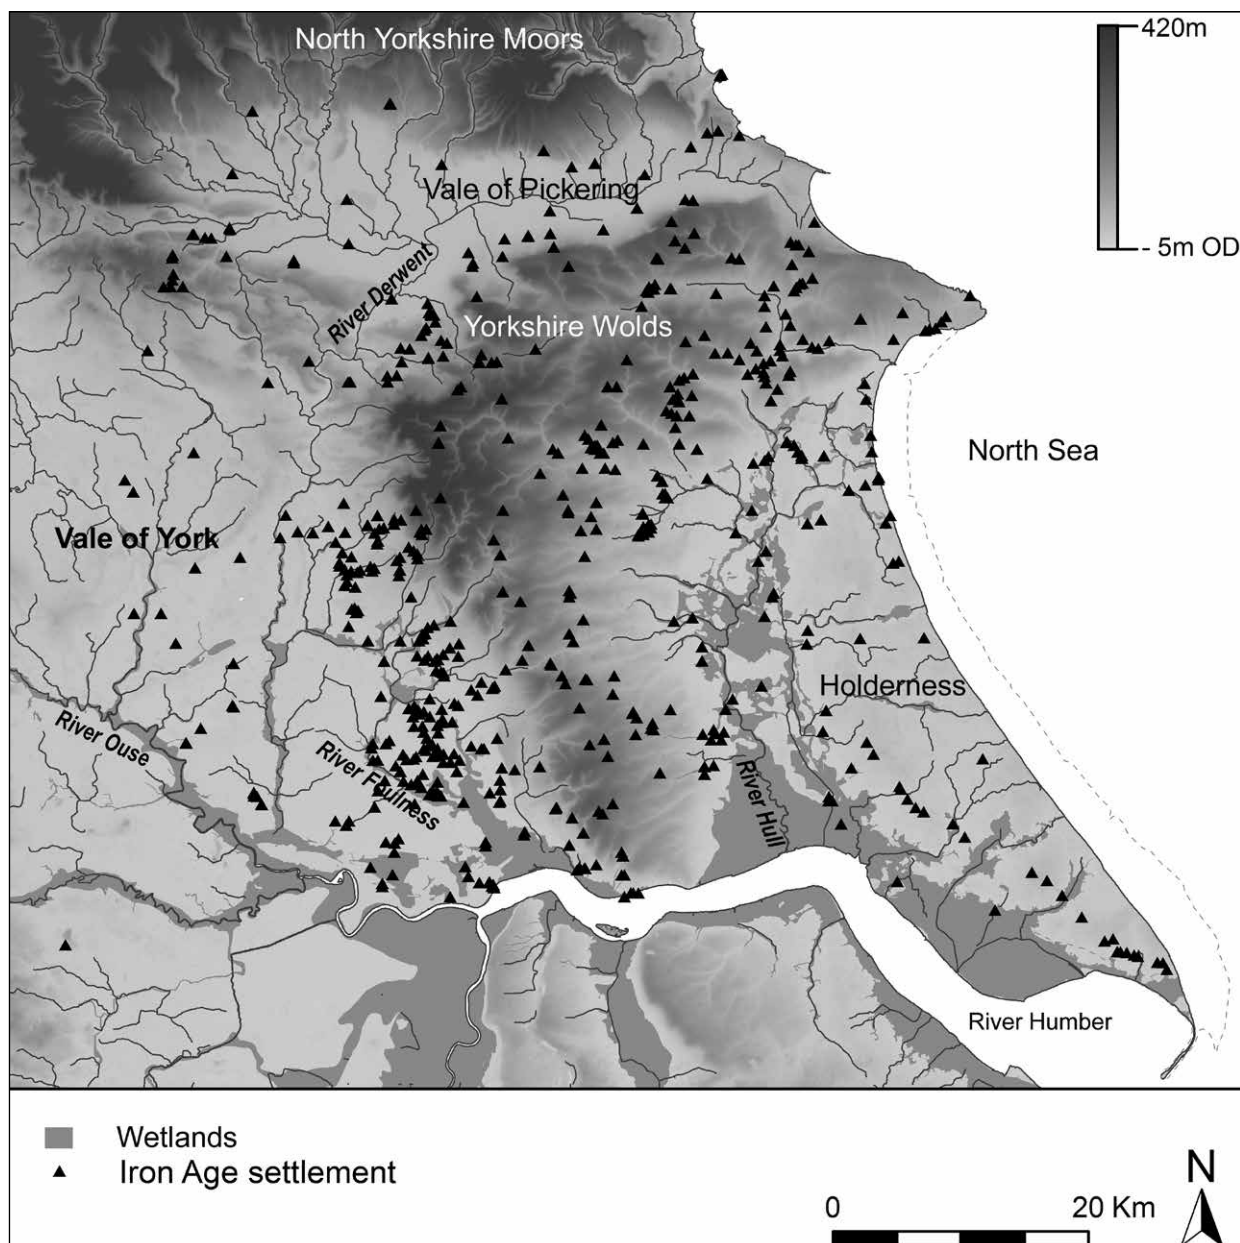 North Yorkshire Moors
420m
Vale of Pickering
- 5m OD
River Derwent
Yorkshire Wolds
North Sea
Vale of York
Holderness
River Ouse
River Foulness
River Hull
River Humber
Wetlands
Iron Age settlement
N
0 20 Km